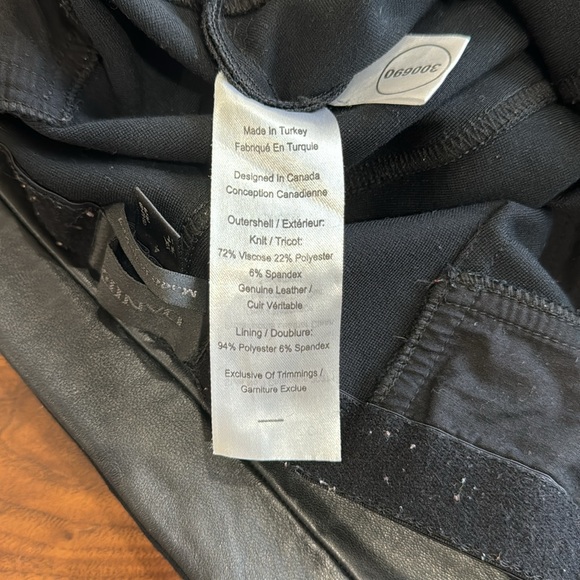 300690
Made In Turkey
Fabriqué En Turquie
Designed In Canada
Conception Canadienne
Outershell / Extérieur:
Knit / Tricot:
72% Viscose 22% Polyester
6% Spandex
Genuine Leather /
Cuir Véritable
Lining / Doublure:
94% Polyester 6% Spandex
Exclusive Of Trimmings /
Garniture Exclue